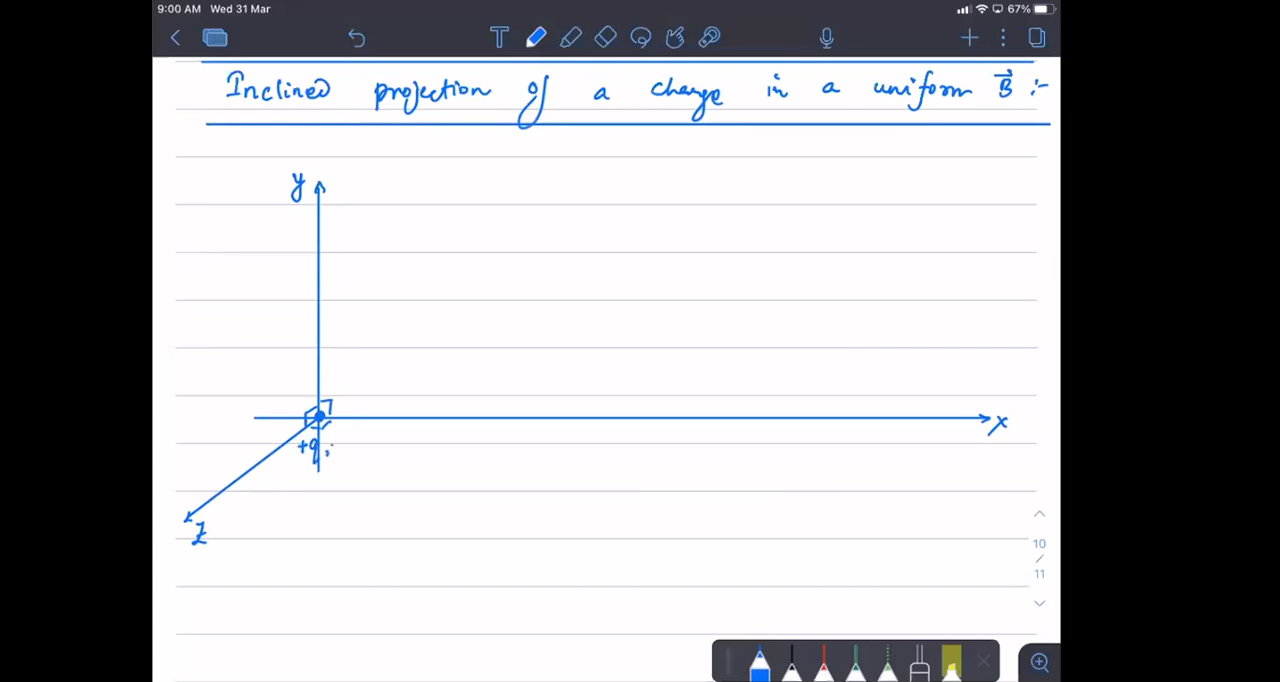 9:00 AM Wed 31 Mar
67%
T
Inclined projection of a charge in a uniform B⃗ :-
y
x
+q,
z
10
/
11